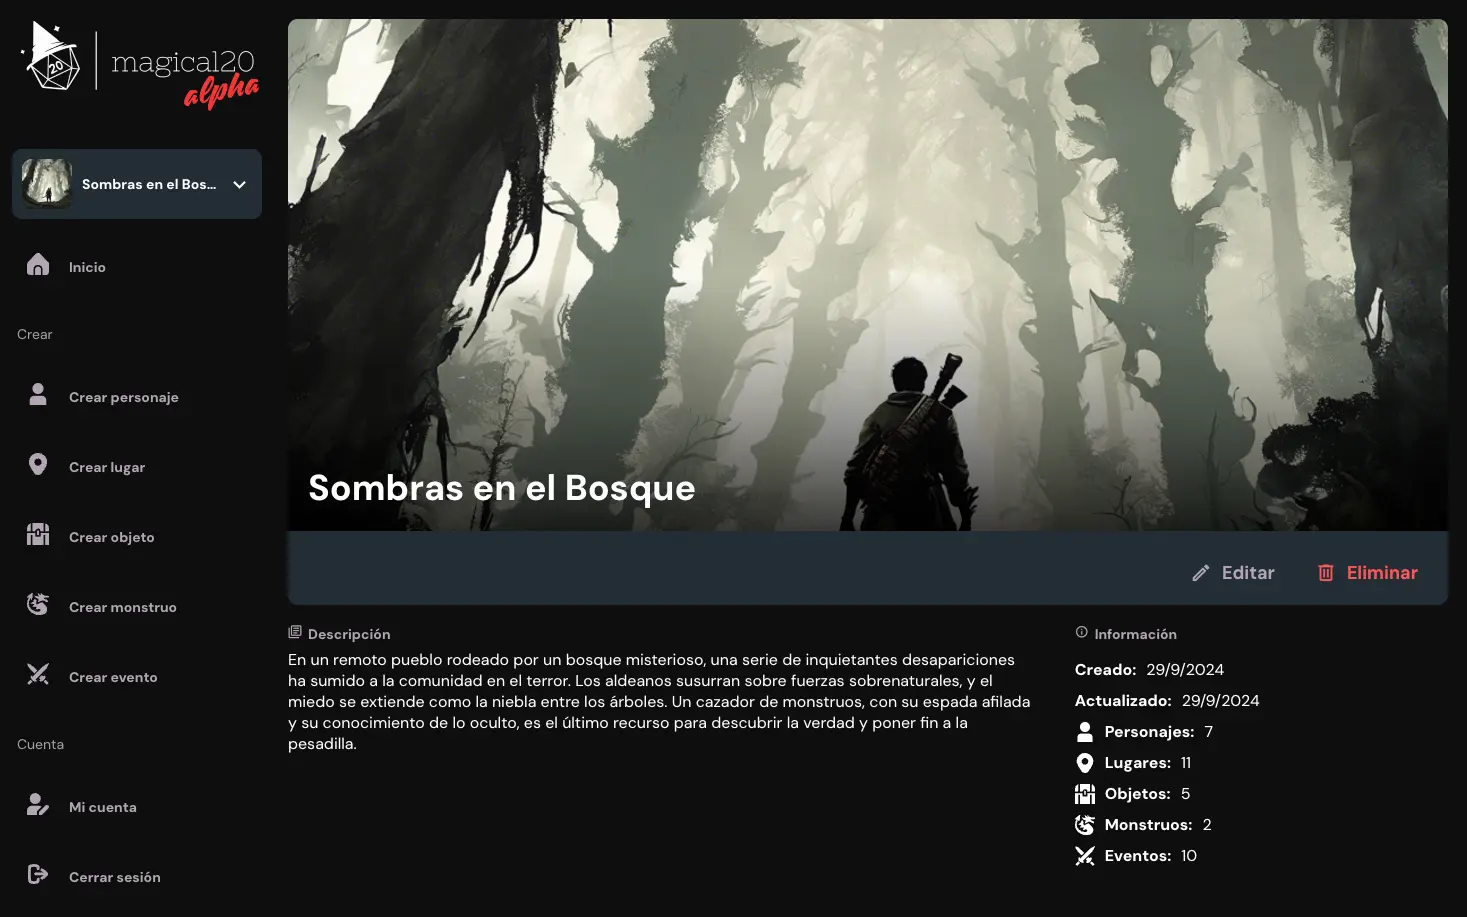 20
magical20
alpha
Sombras en el Bos...
Inicio
Crear
Crear personaje
Crear lugar
Crear objeto
Crear monstruo
Crear evento
Cuenta
Mi cuenta
Cerrar sesión
Sombras en el Bosque
Editar
Eliminar
Descripción
En un remoto pueblo rodeado por un bosque misterioso, una serie de inquietantes desapariciones
ha sumido a la comunidad en el terror. Los aldeanos susurran sobre fuerzas sobrenaturales, y el
miedo se extiende como la niebla entre los árboles. Un cazador de monstruos, con su espada afilada
y su conocimiento de lo oculto, es el último recurso para descubrir la verdad y poner fin a la
pesadilla.
Información
Creado: 29/9/2024
Actualizado: 29/9/2024
Personajes: 7
Lugares: 11
Objetos: 5
Monstruos: 2
Eventos: 10